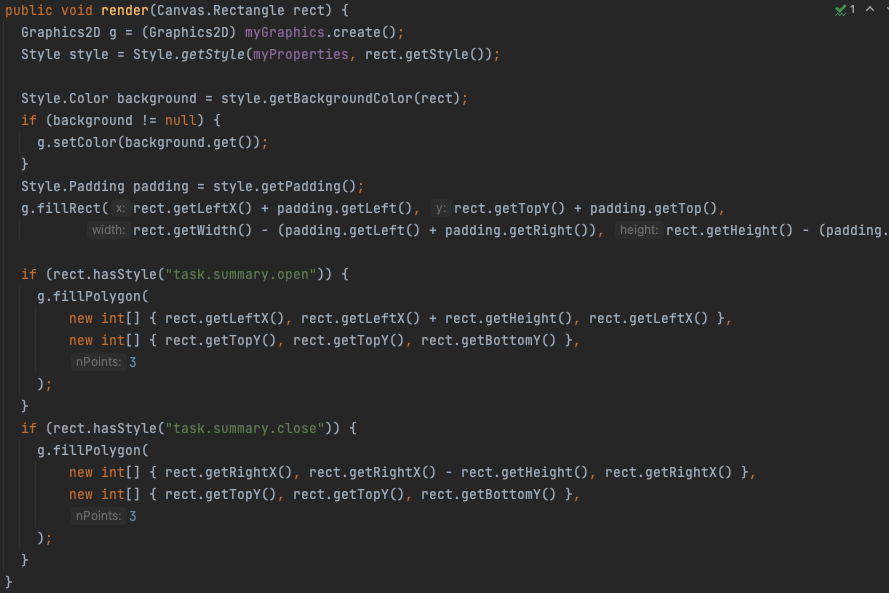 public void render(Canvas.Rectangle rect) {
1
Graphics2D g = (Graphics2D) myGraphics.create();
Style style = Style.getStyle(myProperties, rect.getStyle());
Style.Color background = style.getBackgroundColor(rect);
if (background != null) {
g.setColor(background.get());
}
Style.Padding padding = style.getPadding();
g.fillRect( x: rect.getLeftX() + padding.getLeft(), y: rect.getTopY() + padding.getTop(),
width: rect.getWidth() - (padding.getLeft() + padding.getRight()), height: rect.getHeight() - (padding.
if (rect.hasStyle("task.summary.open")) {
g.fillPolygon(
new int[] { rect.getLeftX(), rect.getLeftX() + rect.getHeight(), rect.getLeftX() },
new int[] { rect.getTopY(), rect.getTopY(), rect.getBottomY() },
nPoints: 3
);
}
if (rect.hasStyle("task.summary.close")) {
g.fillPolygon(
new int[] { rect.getRightX(), rect.getRightX() - rect.getHeight(), rect.getRightX() },
new int[] { rect.getTopY(), rect.getTopY(), rect.getBottomY() },
nPoints: 3
);
}
}